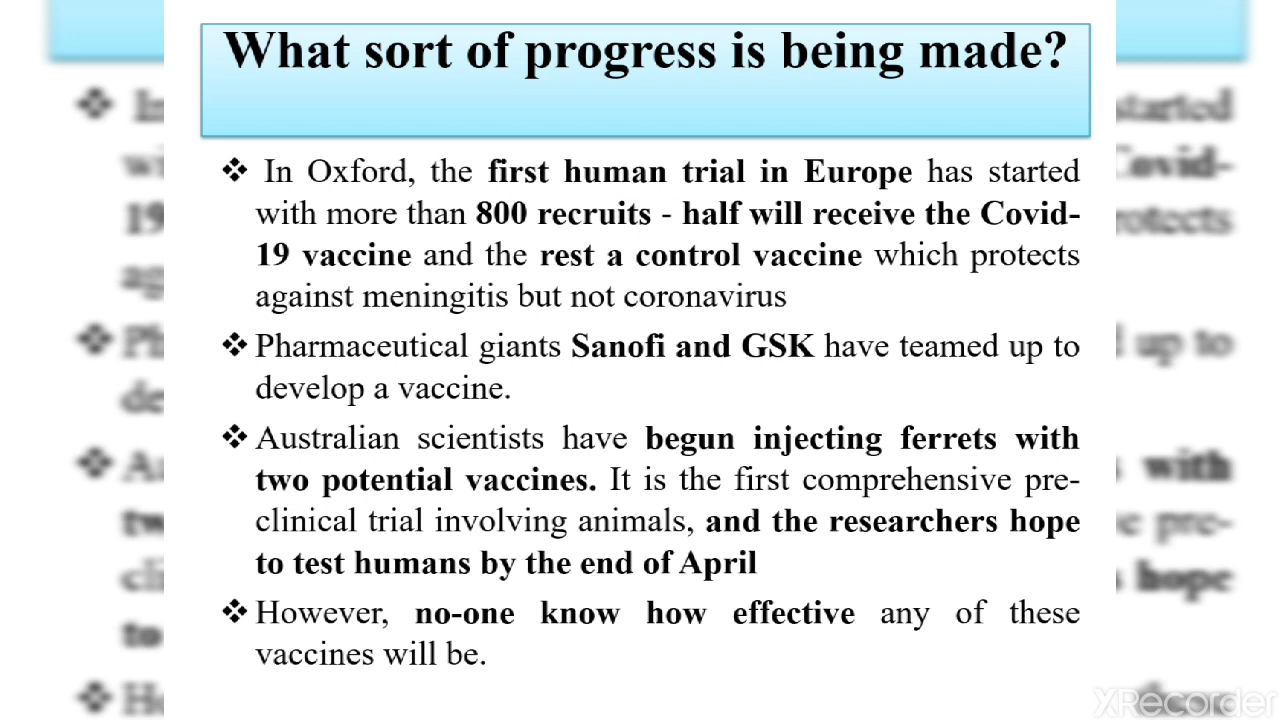 What sort of progress is being made?
❖ In Oxford, the first human trial in Europe has started
with more than 800 recruits - half will receive the Covid-
19 vaccine and the rest a control vaccine which protects
against meningitis but not coronavirus
❖ Pharmaceutical giants Sanofi and GSK have teamed up to
develop a vaccine.
❖ Australian scientists have begun injecting ferrets with
two potential vaccines. It is the first comprehensive pre-
clinical trial involving animals, and the researchers hope
to test humans by the end of April
❖ However, no-one know how effective any of these
vaccines will be.
XRecorder